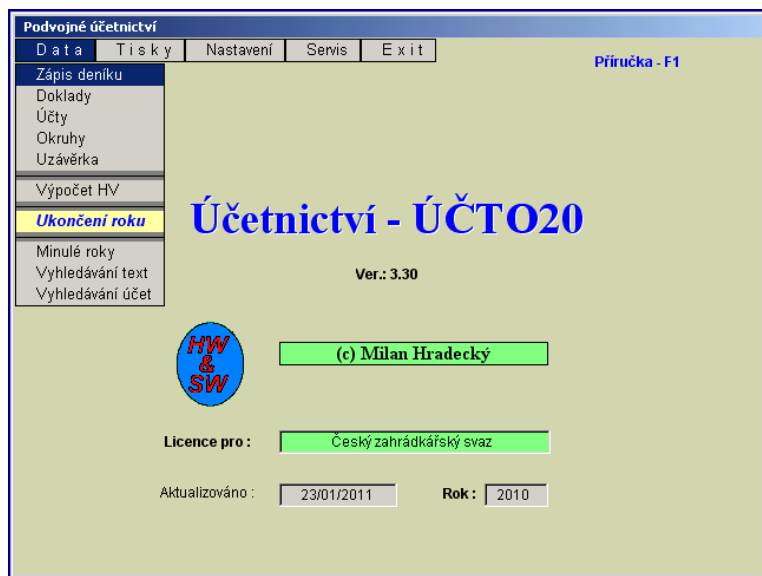 Podvojné účetnictví
Data Tisky Nastavení Servis Exit
Příručka - F1
Zápis deníku
Doklady
Účty
Okruhy
Uzávěrka
Výpočet HV
Ukončení roku
Minulé roky
Vyhledávání text
Vyhledávání účet
Účetnictví - ÚČTO20
Ver.: 3.30
HW
&
SW
(c) Milan Hradecký
Licence pro : Český zahrádkářský svaz
Aktualizováno : 23/01/2011 Rok : 2010